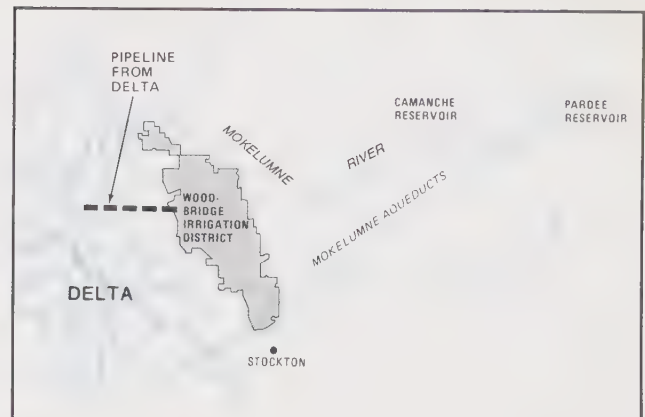 PIPELINE
FROM
DELTA
CAMANCHE
RESERVOIR
PARDEE
RESERVOIR
MOKELUMNE
RIVER
MOKELUMNE AQUEDUCTS
WOOD-
BRIDGE
IRRIGATION
DISTRICT
DELTA
STOCKTON